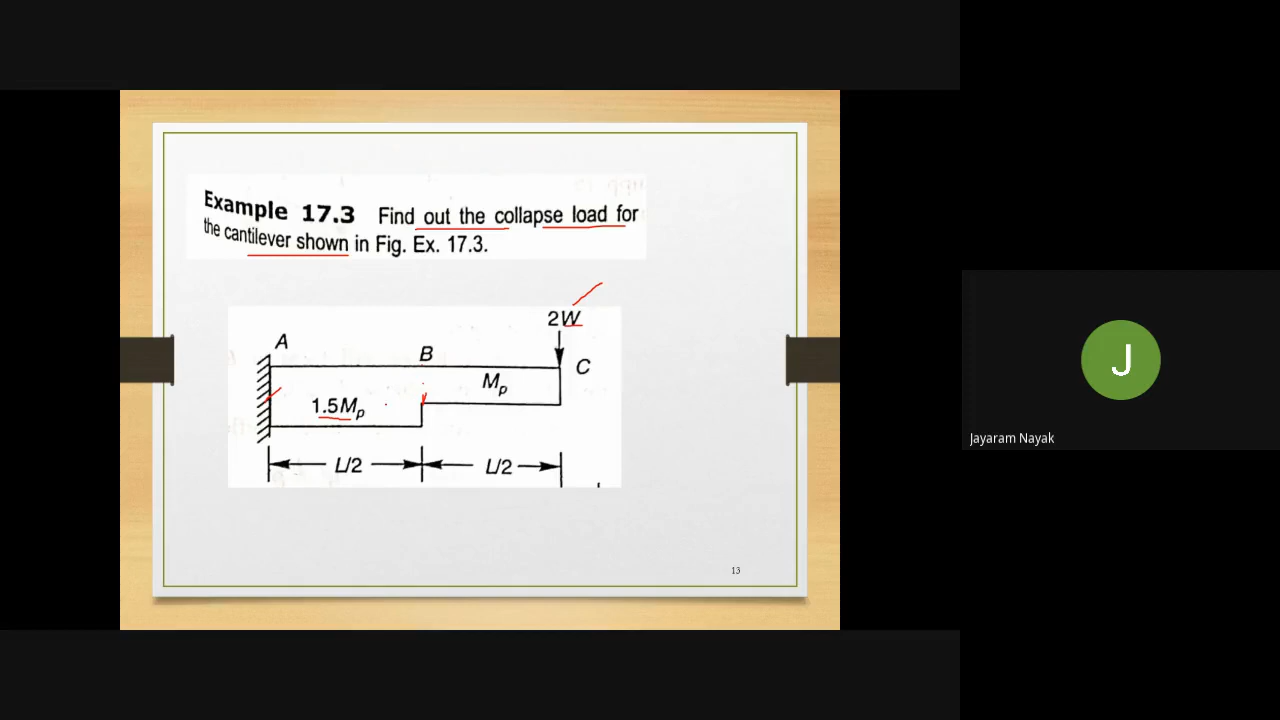 Example 17.3 Find out the collapse load for
the cantilever shown in Fig. Ex. 17.3.
2W
A
B
C
Mp
1.5Mp
L/2
L/2
13
J
Jayaram Nayak